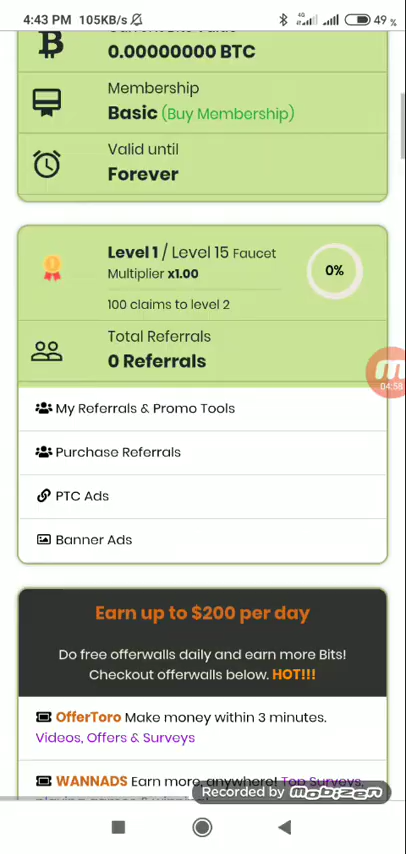 4:43 PM 105KB/s
4G
49 %
0.00000000 BTC
Membership
Basic (Buy Membership)
Valid until
Forever
Level 1 / Level 15 Faucet
Multiplier x1.00
0%
100 claims to level 2
Total Referrals
0 Referrals
04:58
My Referrals & Promo Tools
Purchase Referrals
PTC Ads
Banner Ads
Earn up to $200 per day
Do free offerwalls daily and earn more Bits!
Checkout offerwalls below. HOT!!!
OfferToro Make money within 3 minutes.
Videos, Offers & Surveys
WANNADS Earn more, anywhere! Top Surveys,
Recorded by mobizen